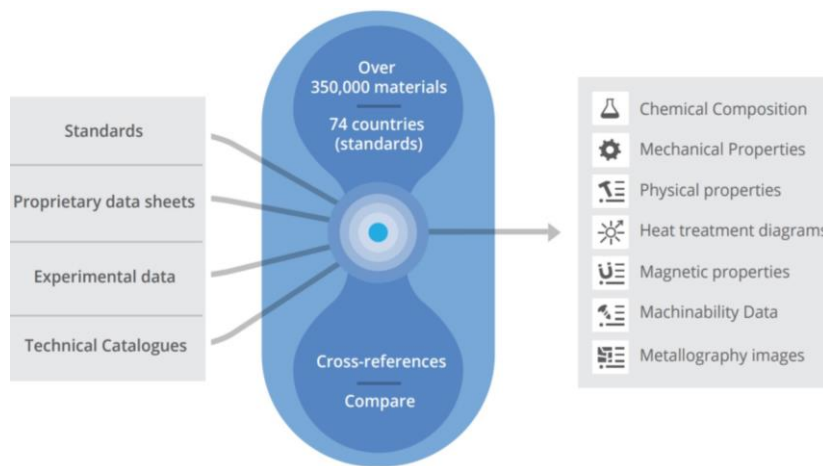 Standards
Proprietary data sheets
Experimental data
Technical Catalogues
Over
350,000 materials
74 countries
(standards)
Cross-references
Compare
Chemical Composition
Mechanical Properties
Physical properties
Heat treatment diagrams
Magnetic properties
Machinability Data
Metallography images